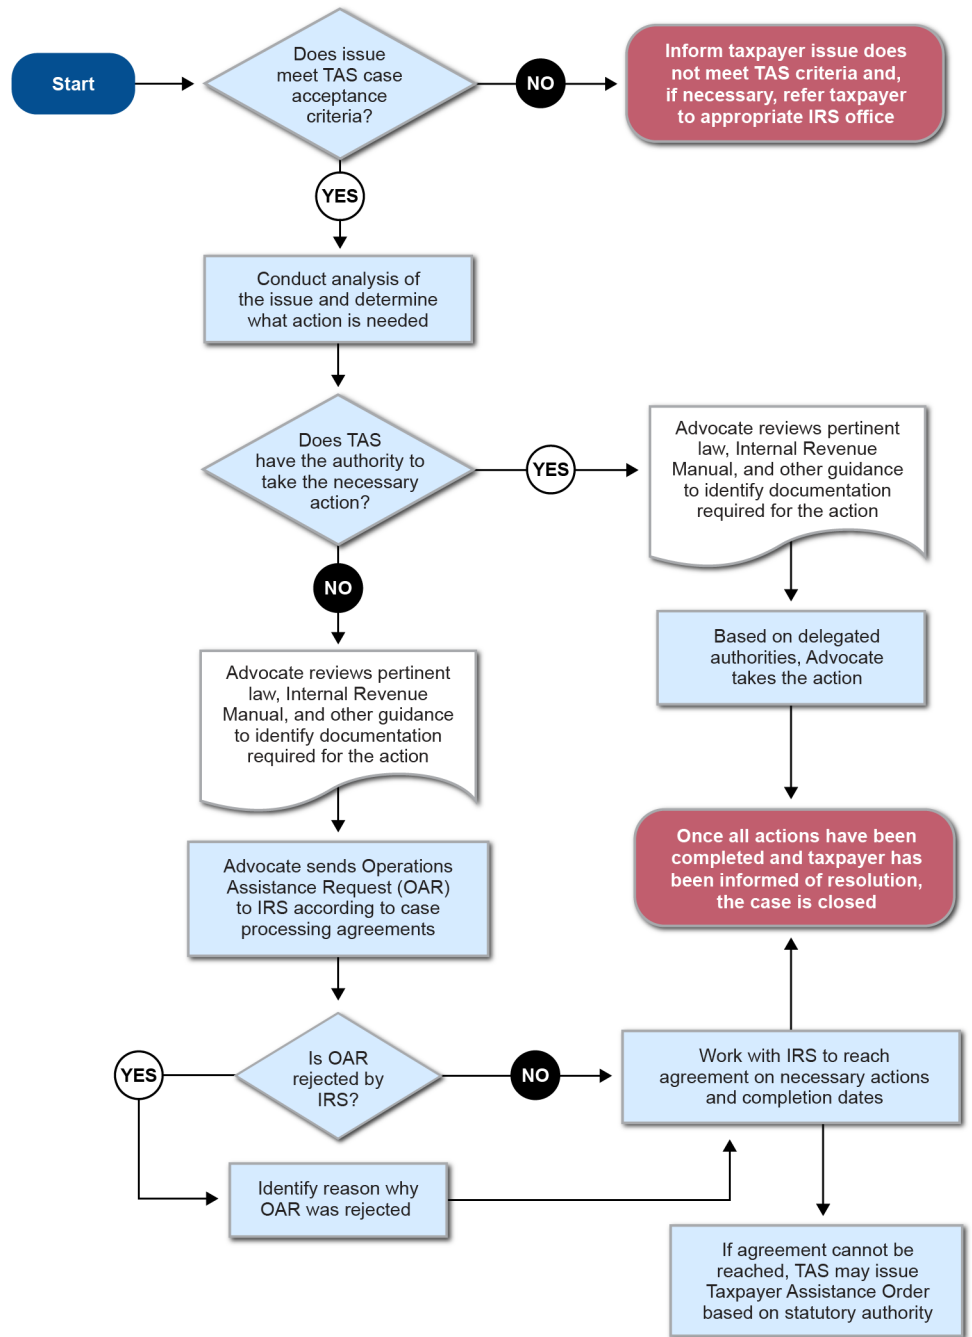 Start
Does issue
meet TAS case
acceptance
criteria?
NO
Inform taxpayer issue does
not meet TAS criteria and,
if necessary, refer taxpayer
to appropriate IRS office
YES
Conduct analysis of
the issue and determine
what action is needed
Does TAS
have the authority to
take the necessary
action?
YES
Advocate reviews pertinent
law, Internal Revenue
Manual, and other guidance
to identify documentation
required for the action
NO
Based on delegated
authorities, Advocate
takes the action
Advocate reviews pertinent
law, Internal Revenue
Manual, and other guidance
to identify documentation
required for the action
Once all actions have been
completed and taxpayer has
been informed of resolution,
the case is closed
Advocate sends Operations
Assistance Request (OAR)
to IRS according to case
processing agreements
Is OAR
rejected by
IRS?
YES
NO
Work with IRS to reach
agreement on necessary actions
and completion dates
Identify reason why
OAR was rejected
If agreement cannot be
reached, TAS may issue
Taxpayer Assistance Order
based on statutory authority